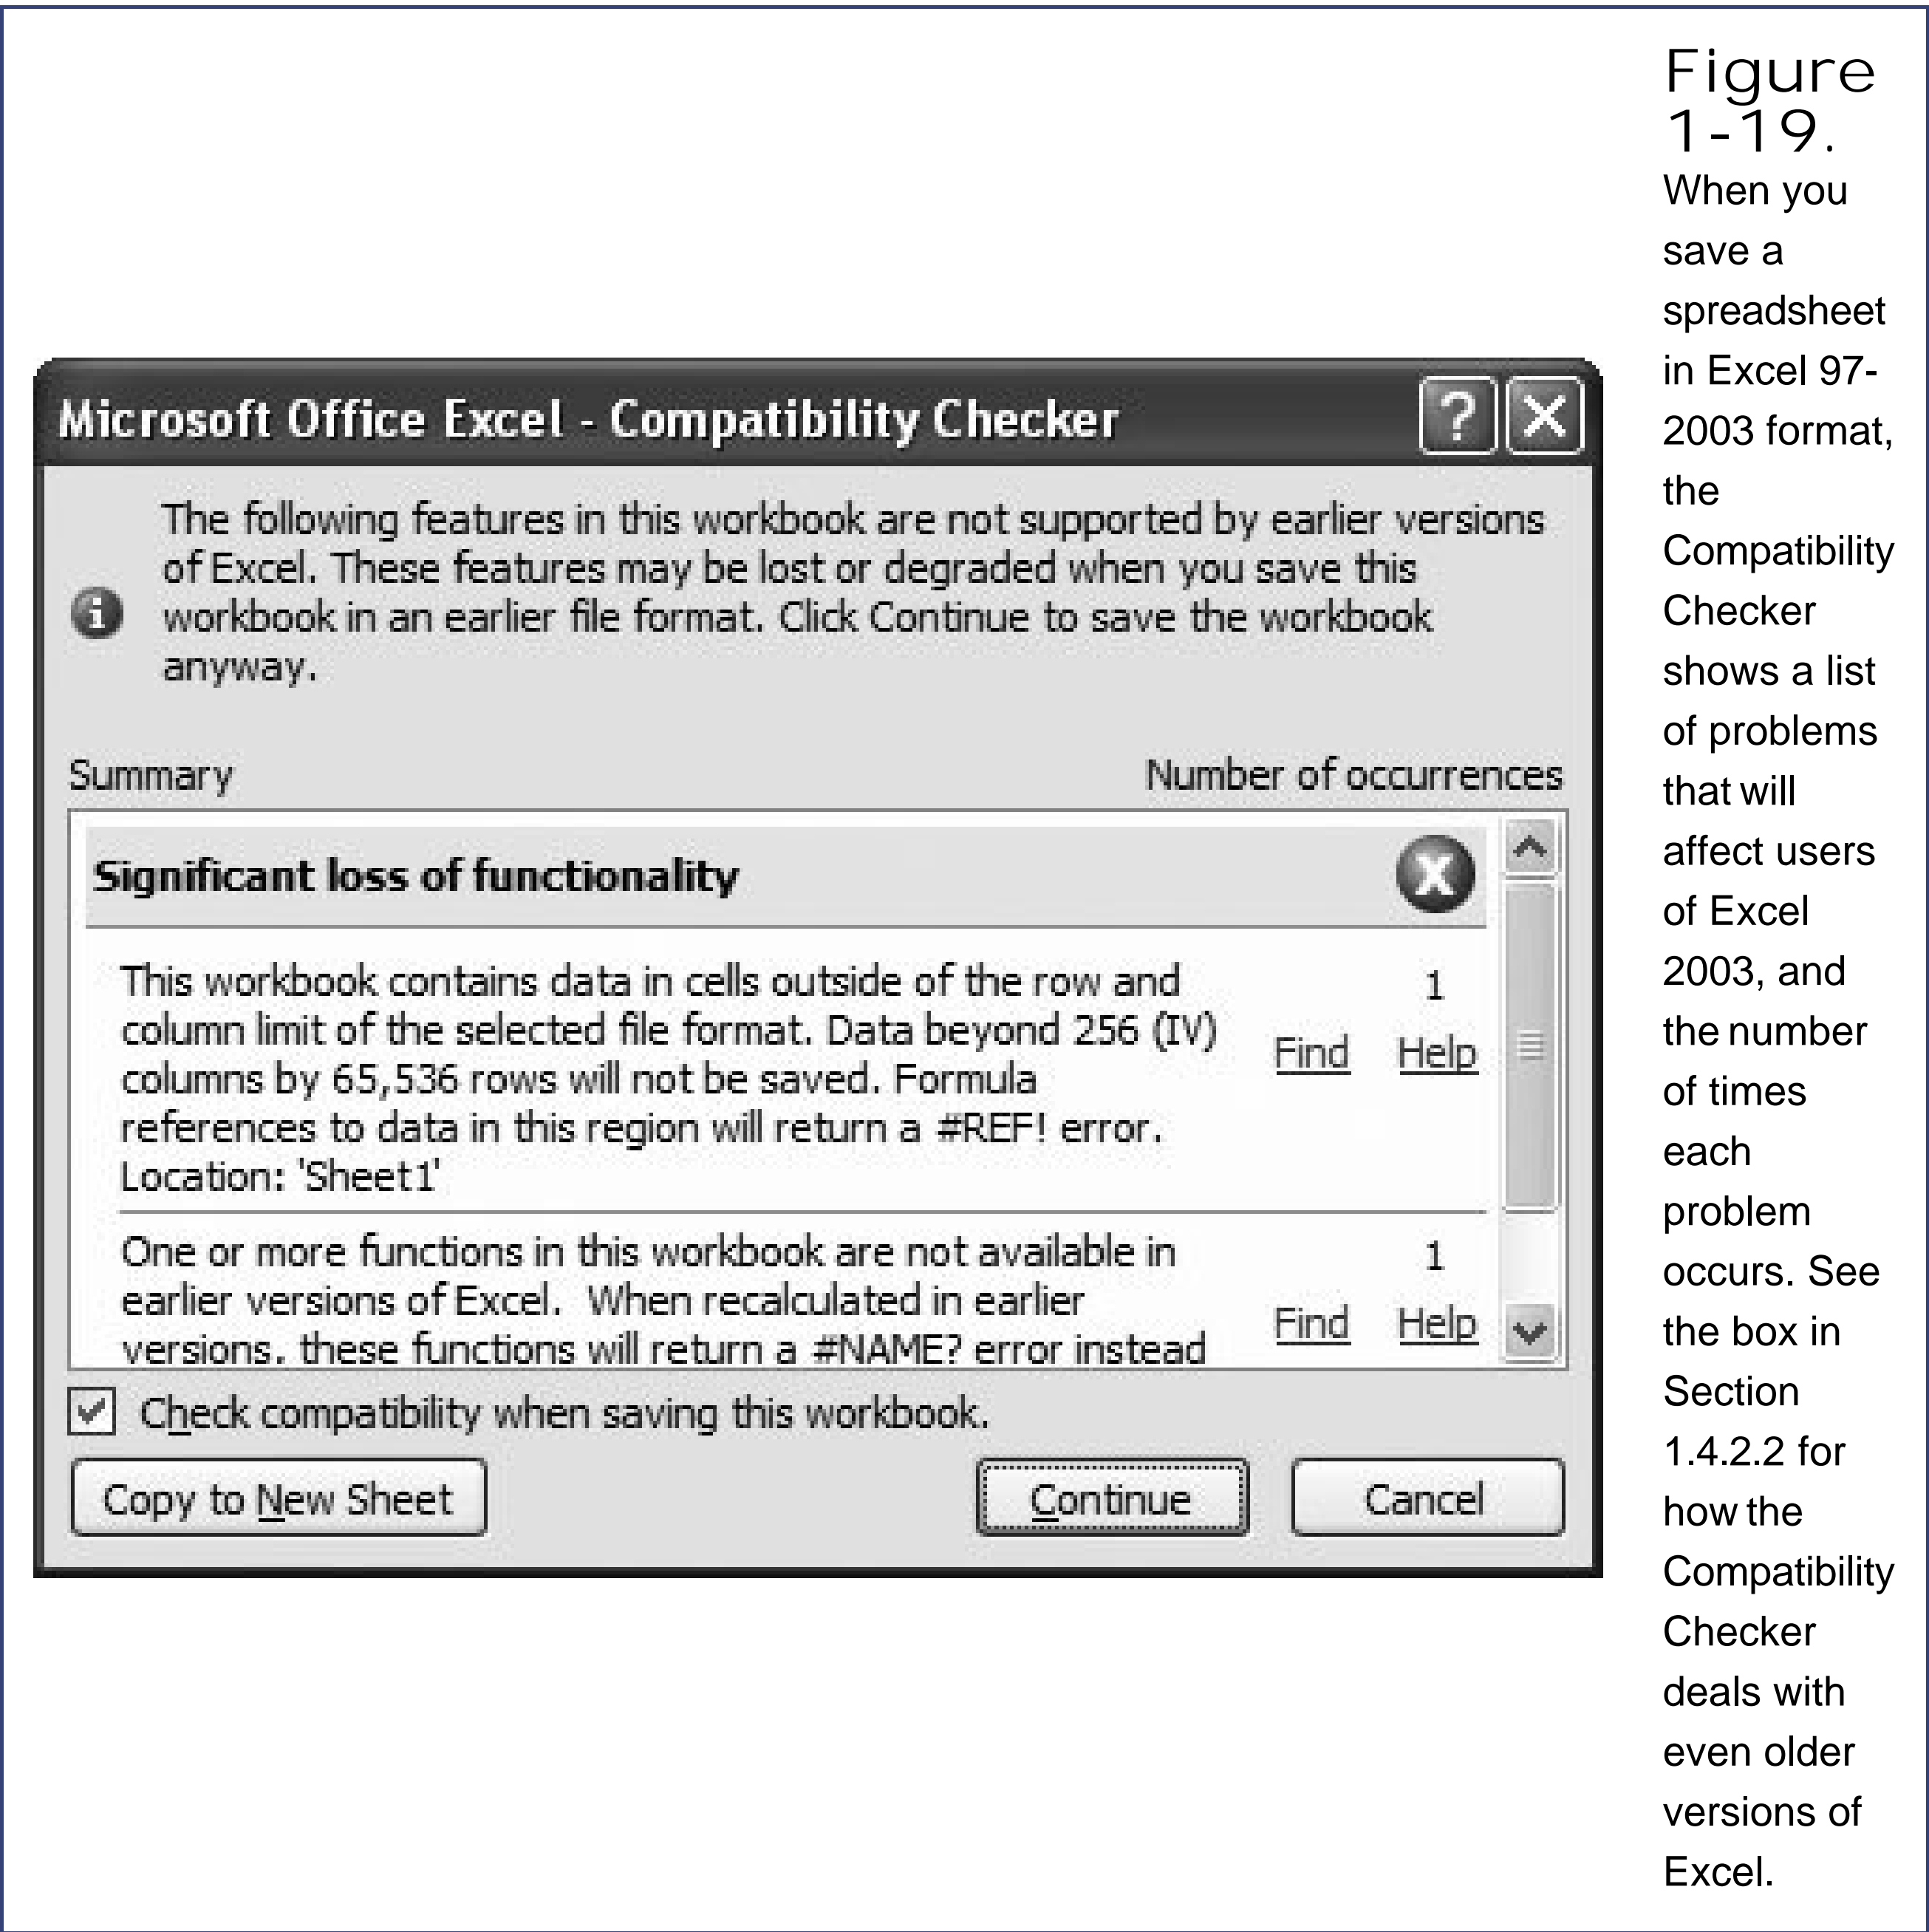 Microsoft Office Excel - Compatibility Checker
The following features in this workbook are not supported by earlier versions
of Excel. These features may be lost or degraded when you save this
workbook in an earlier file format. Click Continue to save the workbook
anyway.
Summary
Number of occurrences
Significant loss of functionality
This workbook contains data in cells outside of the row and
column limit of the selected file format. Data beyond 256 (IV)
columns by 65,536 rows will not be saved. Formula
references to data in this region will return a #REF! error.
Location: 'Sheet1'
1
Find Help
One or more functions in this workbook are not available in
earlier versions of Excel.  When recalculated in earlier
versions, these functions will return a #NAME? error instead
1
Find Help
Check compatibility when saving this workbook.
Copy to New Sheet
Continue
Cancel
Figure
1-19.
When you
save a
spreadsheet
in Excel 97-
2003 format,
the
Compatibility
Checker
shows a list
of problems
that will
affect users
of Excel
2003, and
the number
of times
each
problem
occurs. See
the box in
Section
1.4.2.2 for
how the
Compatibility
Checker
deals with
even older
versions of
Excel.